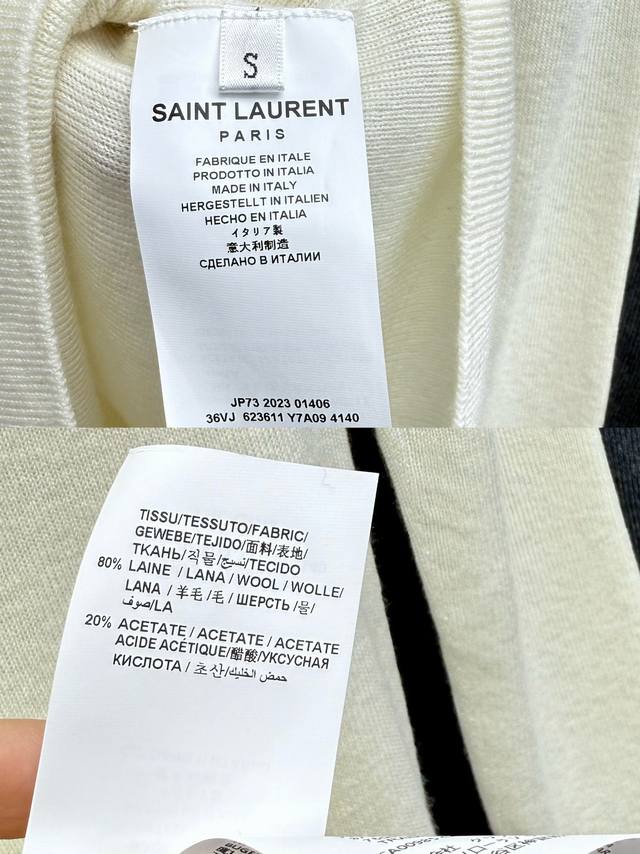 S
SAINT LAURENT
PARIS
FABRIQUE EN ITALE
PRODOTTO IN ITALIA
MADE IN ITALY
HERGESTELLT IN ITALIEN
HECHO EN ITALIA
イタリア製
意大利制造
СДЕЛАНО В ИТАЛИИ
JP73 2023 01406
36VJ 623611 Y7A09 4140
TISSU/TESSUTO/FABRIC/
GEWEBE/TEJIDO/面料/表地/
ТКАНЬ/직물/نسيج/TECIDO
80% LAINE / LANA / WOOL / WOLLE/
LANA / 羊毛 / 毛 / ШЕРСТЬ /물/
صوف/LA
20% ACETATE / ACETATE / ACETATE
ACIDE ACÉTIQUE/醋酸/УКСУСНАЯ
КИСЛОТА / 초산/حمض الخليك/